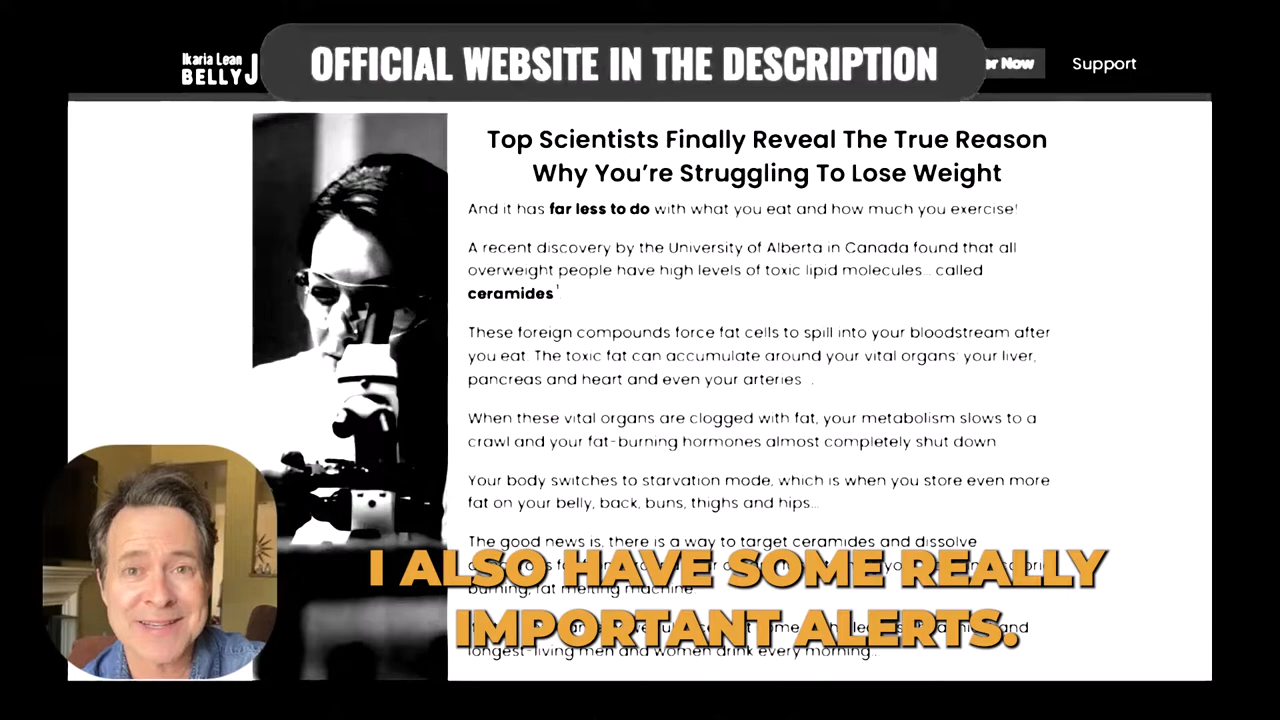 Ikaria Lean
BELLY J
OFFICIAL WEBSITE IN THE DESCRIPTION
er Now
Support
Top Scientists Finally Reveal The True Reason
Why You're Struggling To Lose Weight
And it has far less to do with what you eat and how much you exercise!
A recent discovery by the University of Alberta in Canada found that all
overweight people have high levels of toxic lipid molecules... called
ceramides¹.
These foreign compounds force fat cells to spill into your bloodstream after
you eat. The toxic fat can accumulate around your vital organs: your liver,
pancreas and heart and even your arteries .
When these vital organs are clogged with fat, your metabolism slows to a
crawl and your fat-burning hormones almost completely shut down
Your body switches to starvation mode, which is when you store even more
fat on your belly, back, buns, thighs and hips...
The good news is, there is a way to target ceramides and dissolve
I ALSO HAVE SOME REALLY
burning, fat melting machine.
IMPORTANT ALERTS.
and
longest-living men and women drink every morning...